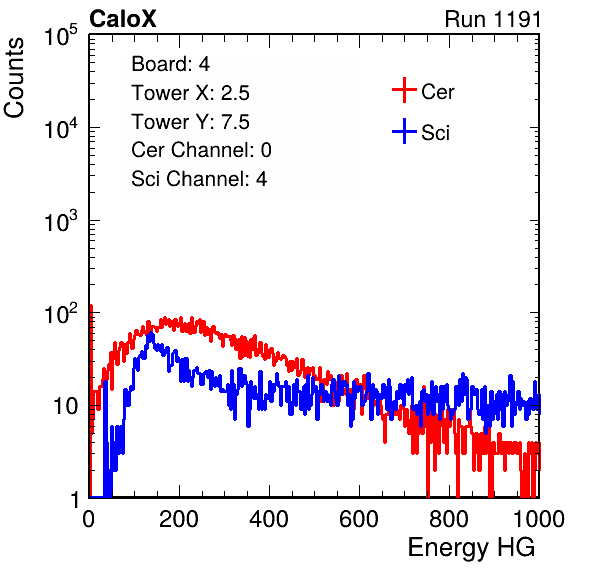 CaloX Run 1191
Counts
10^5
10^4
10^3
10^2
10
1
Board: 4
Tower X: 2.5
Tower Y: 7.5
Cer Channel: 0
Sci Channel: 4
Cer
Sci
0 200 400 600 800 1000
Energy HG